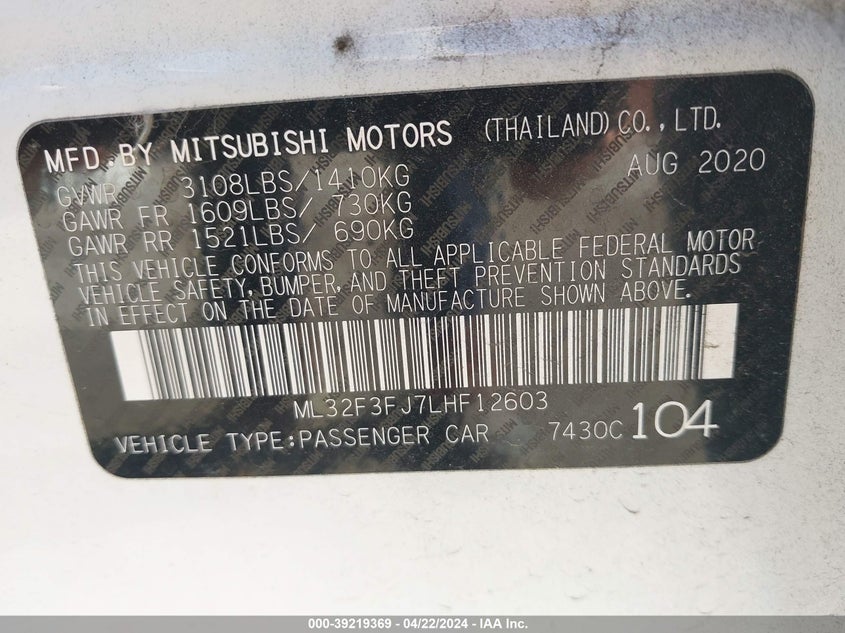 MFD.BY MITSUBISHI MOTORS (THAILAND) CO.,LTD.
GVWR 3108LBS/1410KG AUG 2020
GAWR FR 1609LBS/ 730KG
GAWR RR 1521LBS/ 690KG
THIS VEHICLE CONFORMS TO ALL APPLICABLE FEDERAL MOTOR
VEHICLE SAFETY,BUMPER,AND THEFT PREVENTION STANDARDS
IN EFFECT ON THE DATE OF MANUFACTURE SHOWN ABOVE.
ML32F3FJ7LHF12603
VEHICLE TYPE:PASSENGER CAR 7430C 104
000-39219369 - 04/22/2024 - IAA Inc.